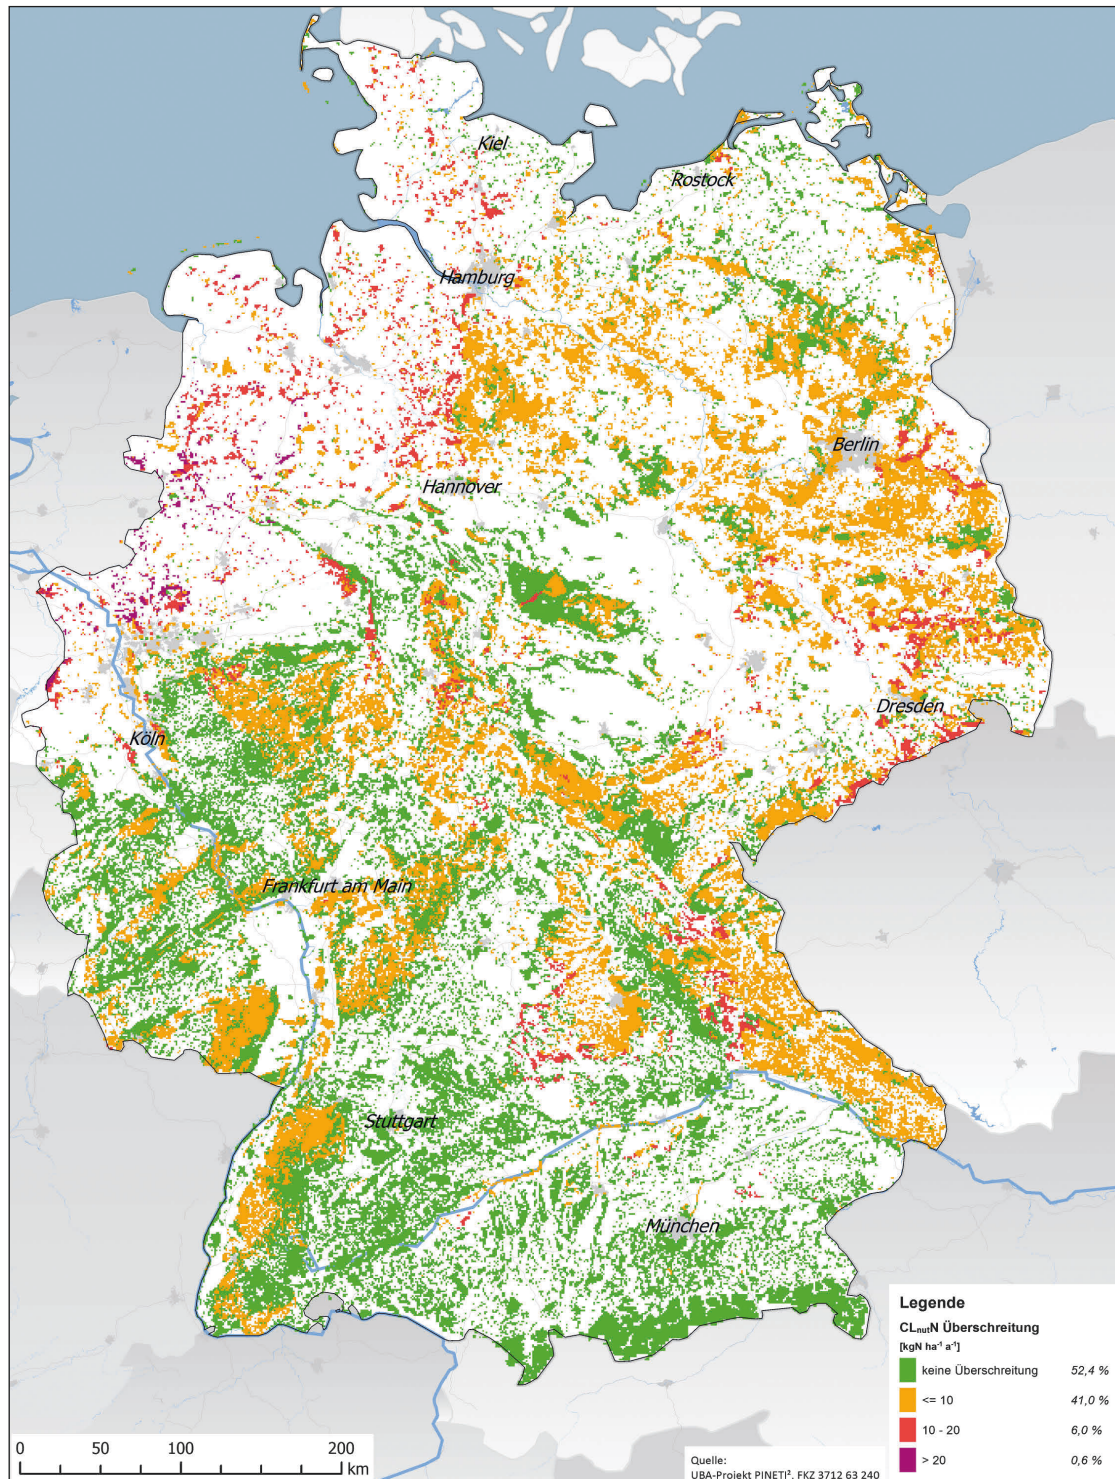 Kiel
Rostock
Hamburg
Berlin
Hannover
Dresden
Köln
Frankfurt am Main
Stuttgart
München
Legende
CLnutN Überschreitung
[kgN ha⁻¹ a⁻¹]
keine Überschreitung 52,4 %
<= 10 41,0 %
10 - 20 6,0 %
> 20 0,6 %
0 50 100 200
km
Quelle:
UBA-Projekt PINETI², FKZ 3712 63 240